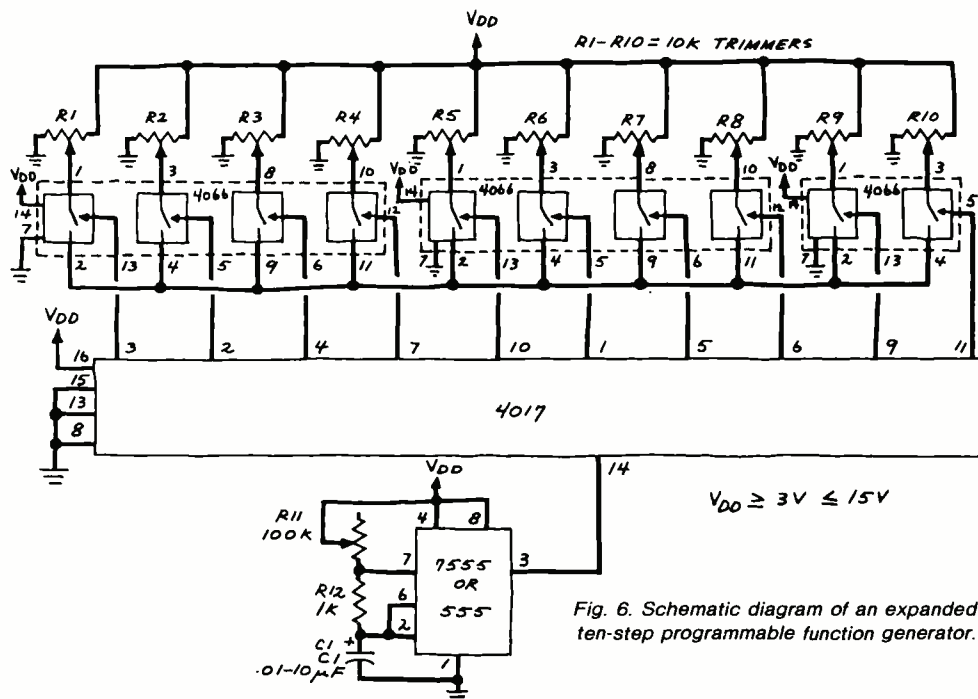 VDD
R1–R10 = 10K TRIMMERS
R1 R2 R3 R4 R5 R6 R7 R8 R9 R10
1 3 8 10 1 3 8 10 1 3
VDD 4066 VDD 4066 VDD 4066
14 12 14 12 14 5
7 7 7
2 13 4 5 9 6 11 2 13 4 5 9 6 11 2 13 4
VDD
16 3 2 4 7 10 1 5 6 9 11
15
13
8
4017
14
VDD
VDD ≥ 3V ≤ 15V
R11
100K
4 8
7 7555 3
OR
555
R12
1K
6
2
C1 +
C1
.01–10µF
1
Fig. 6. Schematic diagram of an expanded
ten-step programmable function generator.